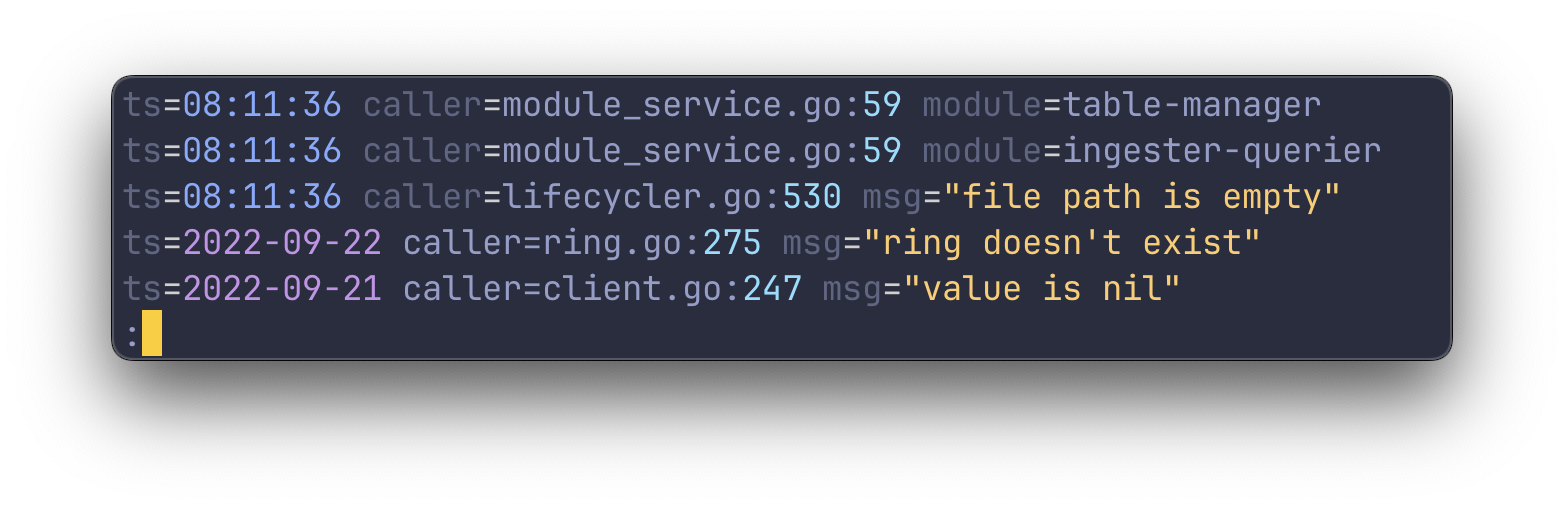 ts=08:11:36 caller=module_service.go:59 module=table-manager
ts=08:11:36 caller=module_service.go:59 module=ingester-querier
ts=08:11:36 caller=lifecycler.go:530 msg="file path is empty"
ts=2022-09-22 caller=ring.go:275 msg="ring doesn't exist"
ts=2022-09-21 caller=client.go:247 msg="value is nil"
: